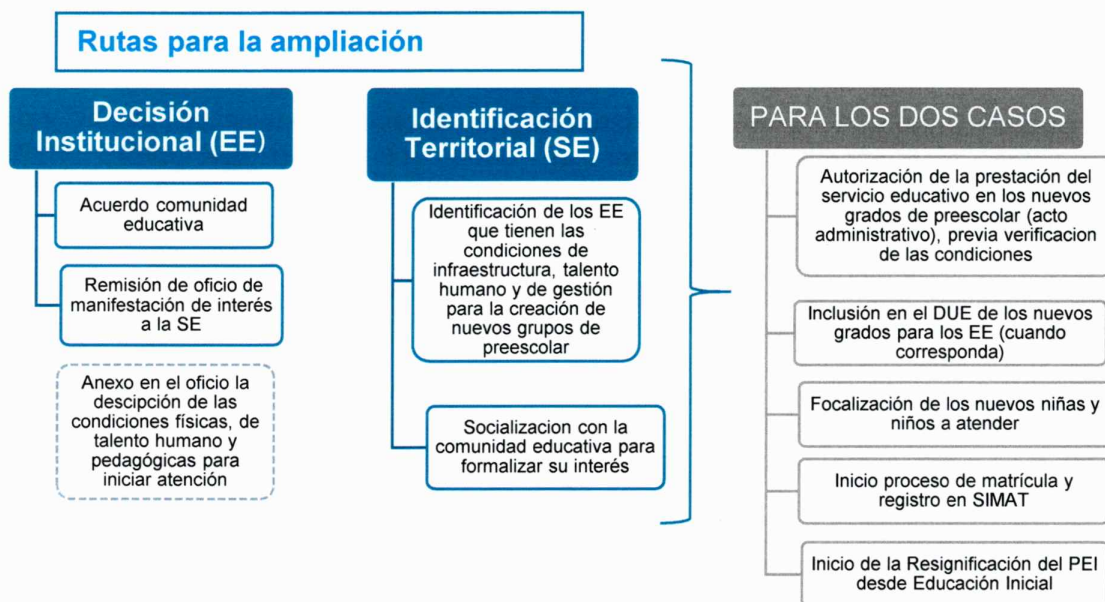 Rutas para la ampliación
Decisión
Institucional (EE)
Acuerdo comunidad
educativa
Remisión de oficio de
manifestación de interés
a la SE
Anexo en el oficio la
descipción de las
condiciones físicas, de
talento humano y
pedagógicas para
iniciar atención
Identificación
Territorial (SE)
Identificación de los EE
que tienen las
condiciones de
infraestructura, talento
humano y de gestión
para la creación de
nuevos grupos de
preescolar
Socializacion con la
comunidad educativa para
formalizar su interés
PARA LOS DOS CASOS
Autorización de la prestación del
servicio educativo en los nuevos
grados de preescolar (acto
administrativo), previa verificacion
de las condiciones
Inclusión en el DUE de los nuevos
grados para los EE (cuando
corresponda)
Focalización de los nuevos niñas y
niños a atender
Inicio proceso de matrícula y
registro en SIMAT
Inicio de la Resignificación del PEI
desde Educación Inicial